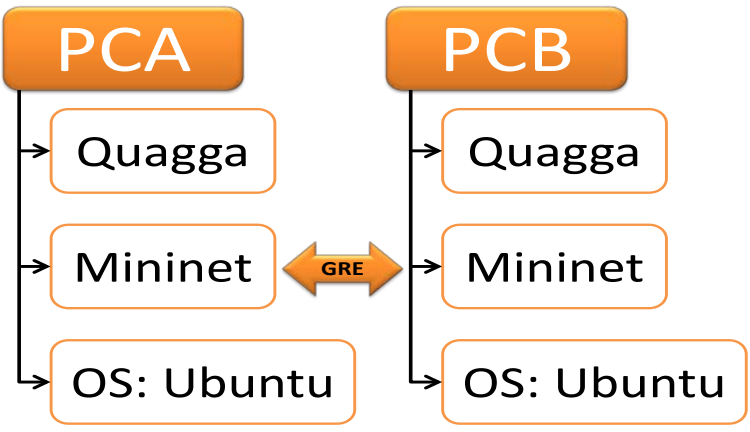 PCA
Quagga
Mininet
OS: Ubuntu
GRE
PCB
Quagga
Mininet
OS: Ubuntu